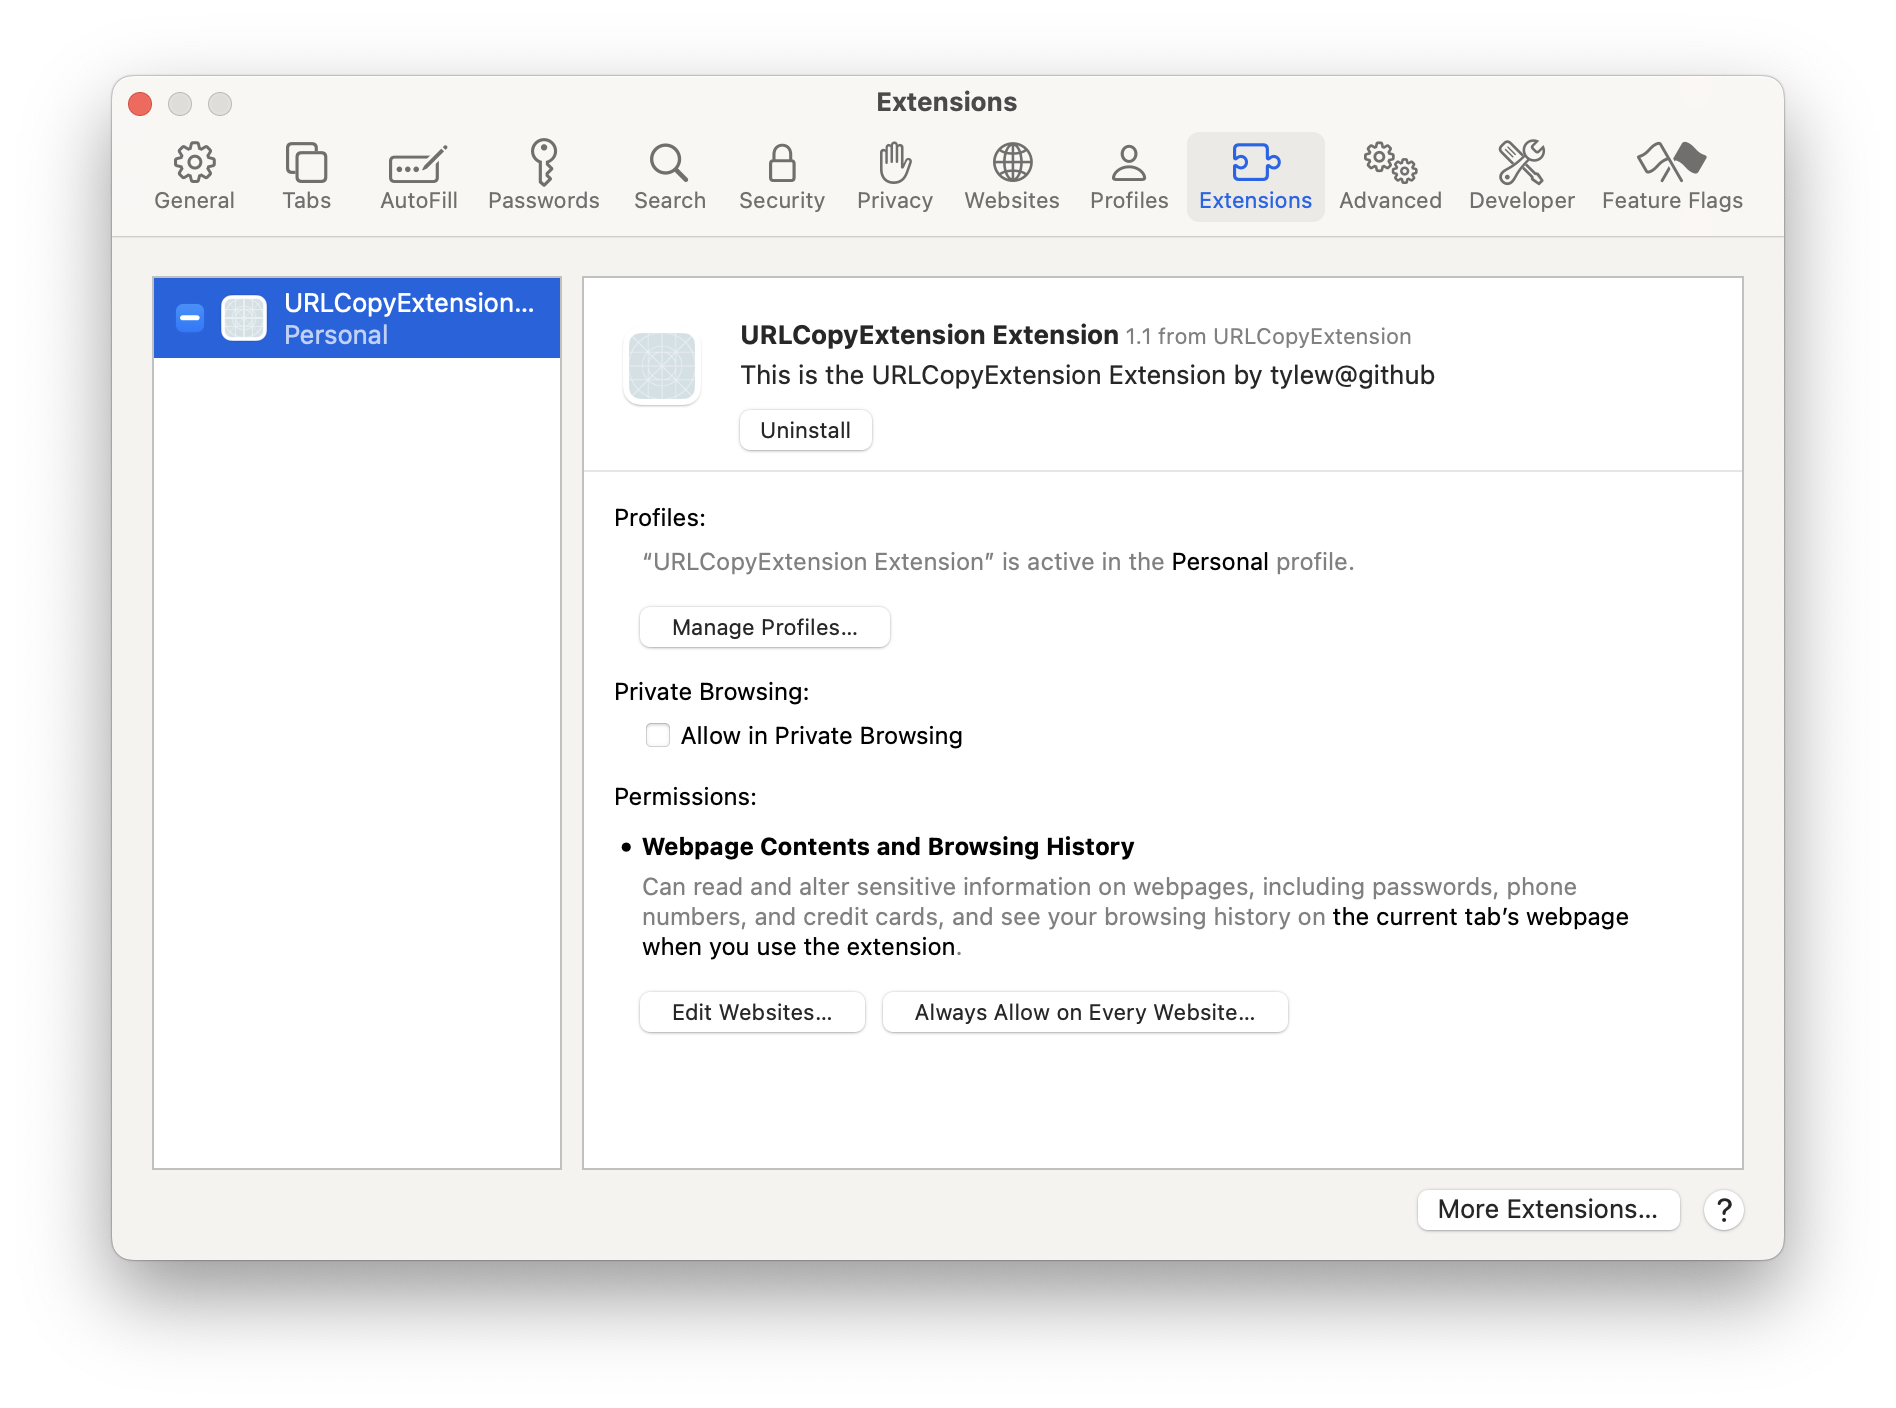 Extensions
General
Tabs
AutoFill
Passwords
Search
Security
Privacy
Websites
Profiles
Extensions
Advanced
Developer
Feature Flags
URLCopyExtension...
Personal
URLCopyExtension Extension 1.1 from URLCopyExtension
This is the URLCopyExtension Extension by tylew@github
Uninstall
Profiles:
“URLCopyExtension Extension” is active in the Personal profile.
Manage Profiles...
Private Browsing:
Allow in Private Browsing
Permissions:
• Webpage Contents and Browsing History
Can read and alter sensitive information on webpages, including passwords, phone
numbers, and credit cards, and see your browsing history on the current tab’s webpage
when you use the extension.
Edit Websites...
Always Allow on Every Website...
More Extensions...
?